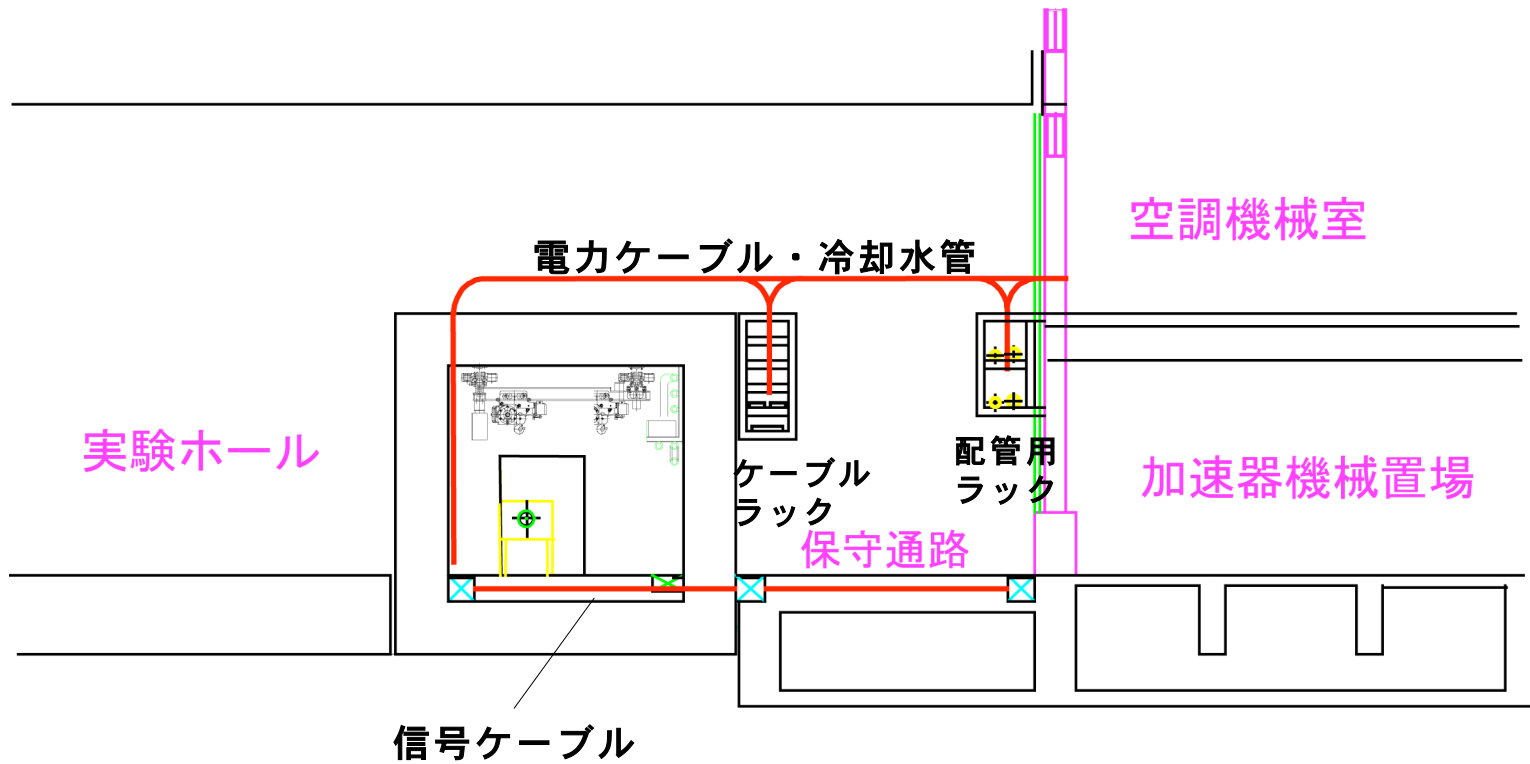 空調機械室
電力ケーブル・冷却水管
実験ホール
ケーブル
ラック
配管用
ラック
加速器機械置場
保守通路
信号ケーブル